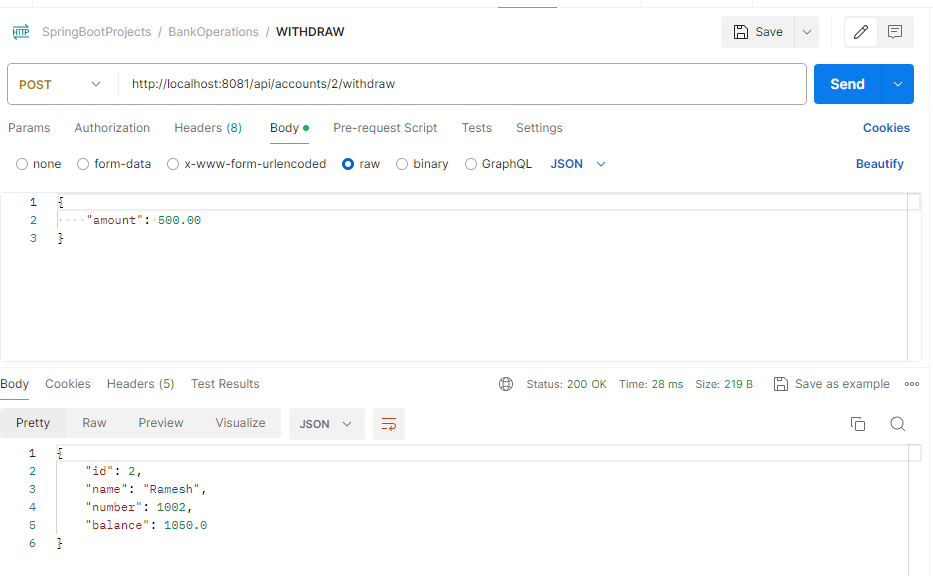 HTTP SpringBootProjects / BankOperations / WITHDRAW Save
POST http://localhost:8081/api/accounts/2/withdraw Send
Params Authorization Headers (8) Body Pre-request Script Tests Settings Cookies
none form-data x-www-form-urlencoded raw binary GraphQL JSON Beautify
1 {
2 ····"amount":·500.00
3 }
Body Cookies Headers (5) Test Results Status: 200 OK Time: 28 ms Size: 219 B Save as example
Pretty Raw Preview Visualize JSON
1 {
2 "id": 2,
3 "name": "Ramesh",
4 "number": 1002,
5 "balance": 1050.0
6 }